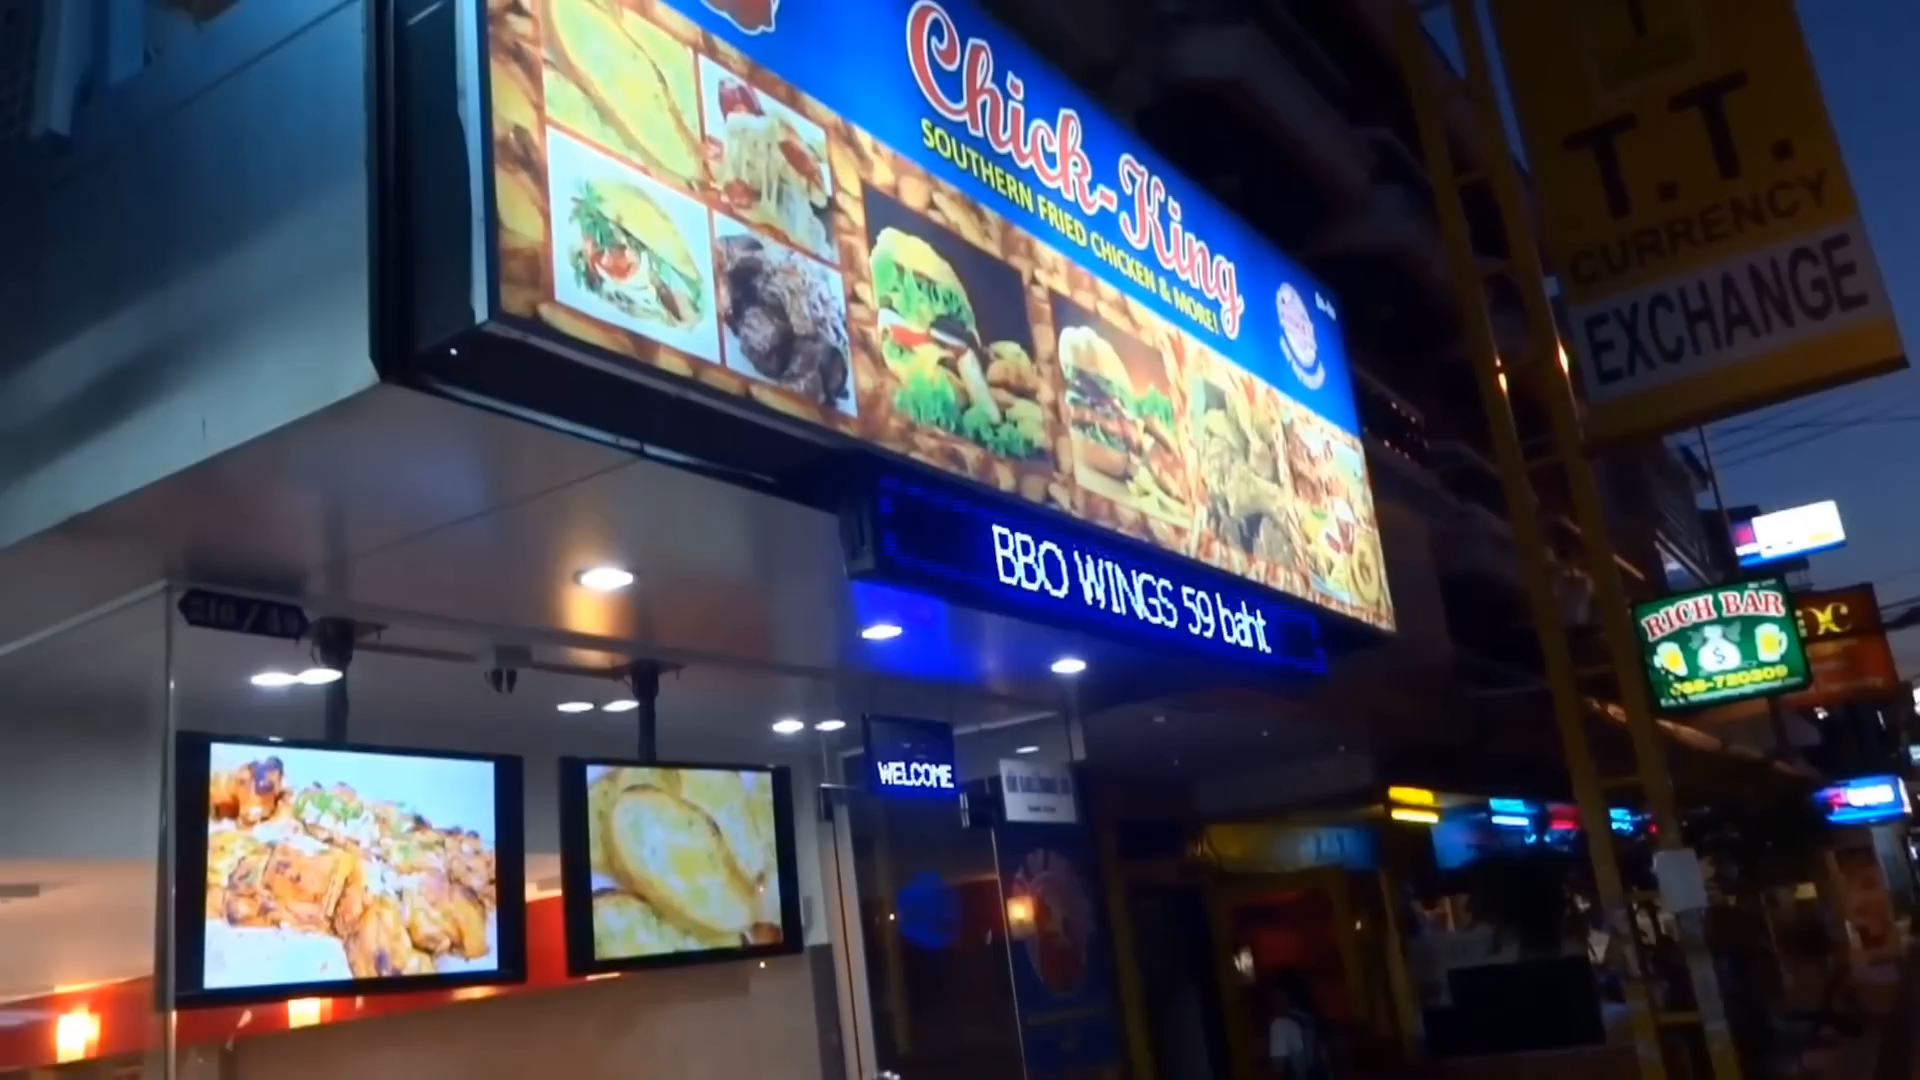 Chick-King
SOUTHERN FRIED CHICKEN & MORE!
BBQ WINGS 59 baht
WELCOME
T.T.
CURRENCY
EXCHANGE
RICH BAR
$